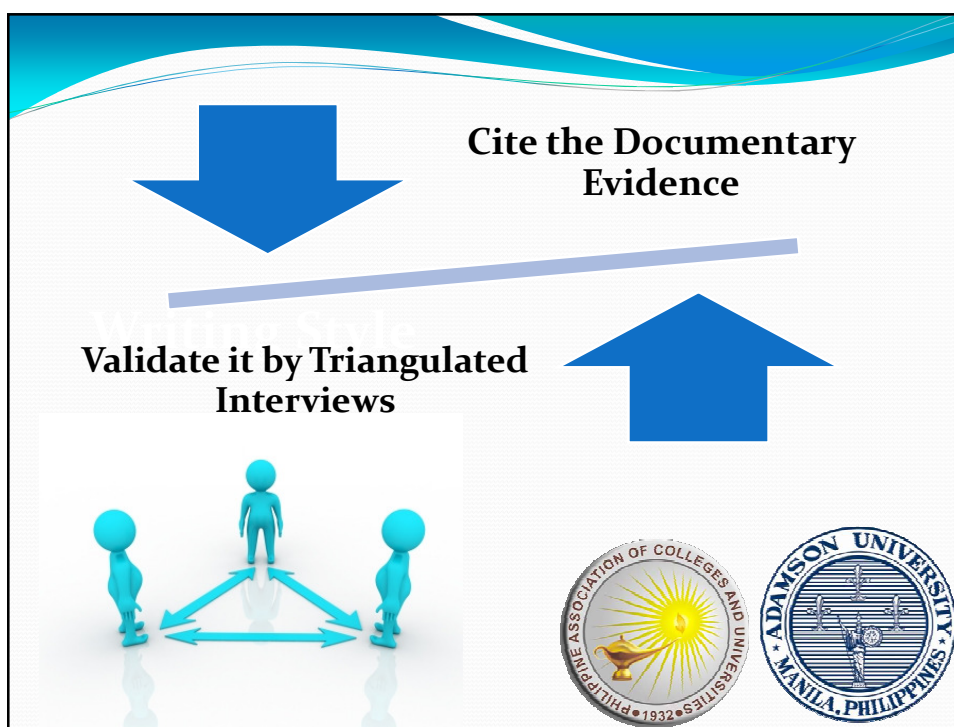 Cite the Documentary
Evidence
Writing Style
Validate it by Triangulated
Interviews
PHILIPPINE ASSOCIATION OF COLLEGES AND UNIVERSITIES
•1932•
ADAMSON UNIVERSITY
MANILA, PHILIPPINES